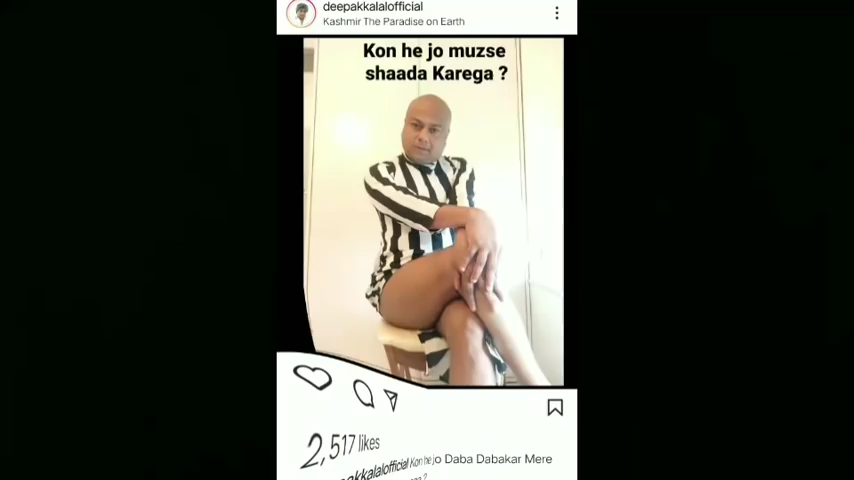 deepakkalalofficial
Kashmir The Paradise on Earth
Kon he jo muzse
shaada Karega ?
2,517 likes
pakkalalofficial Kon he jo Daba Dabakar Mere